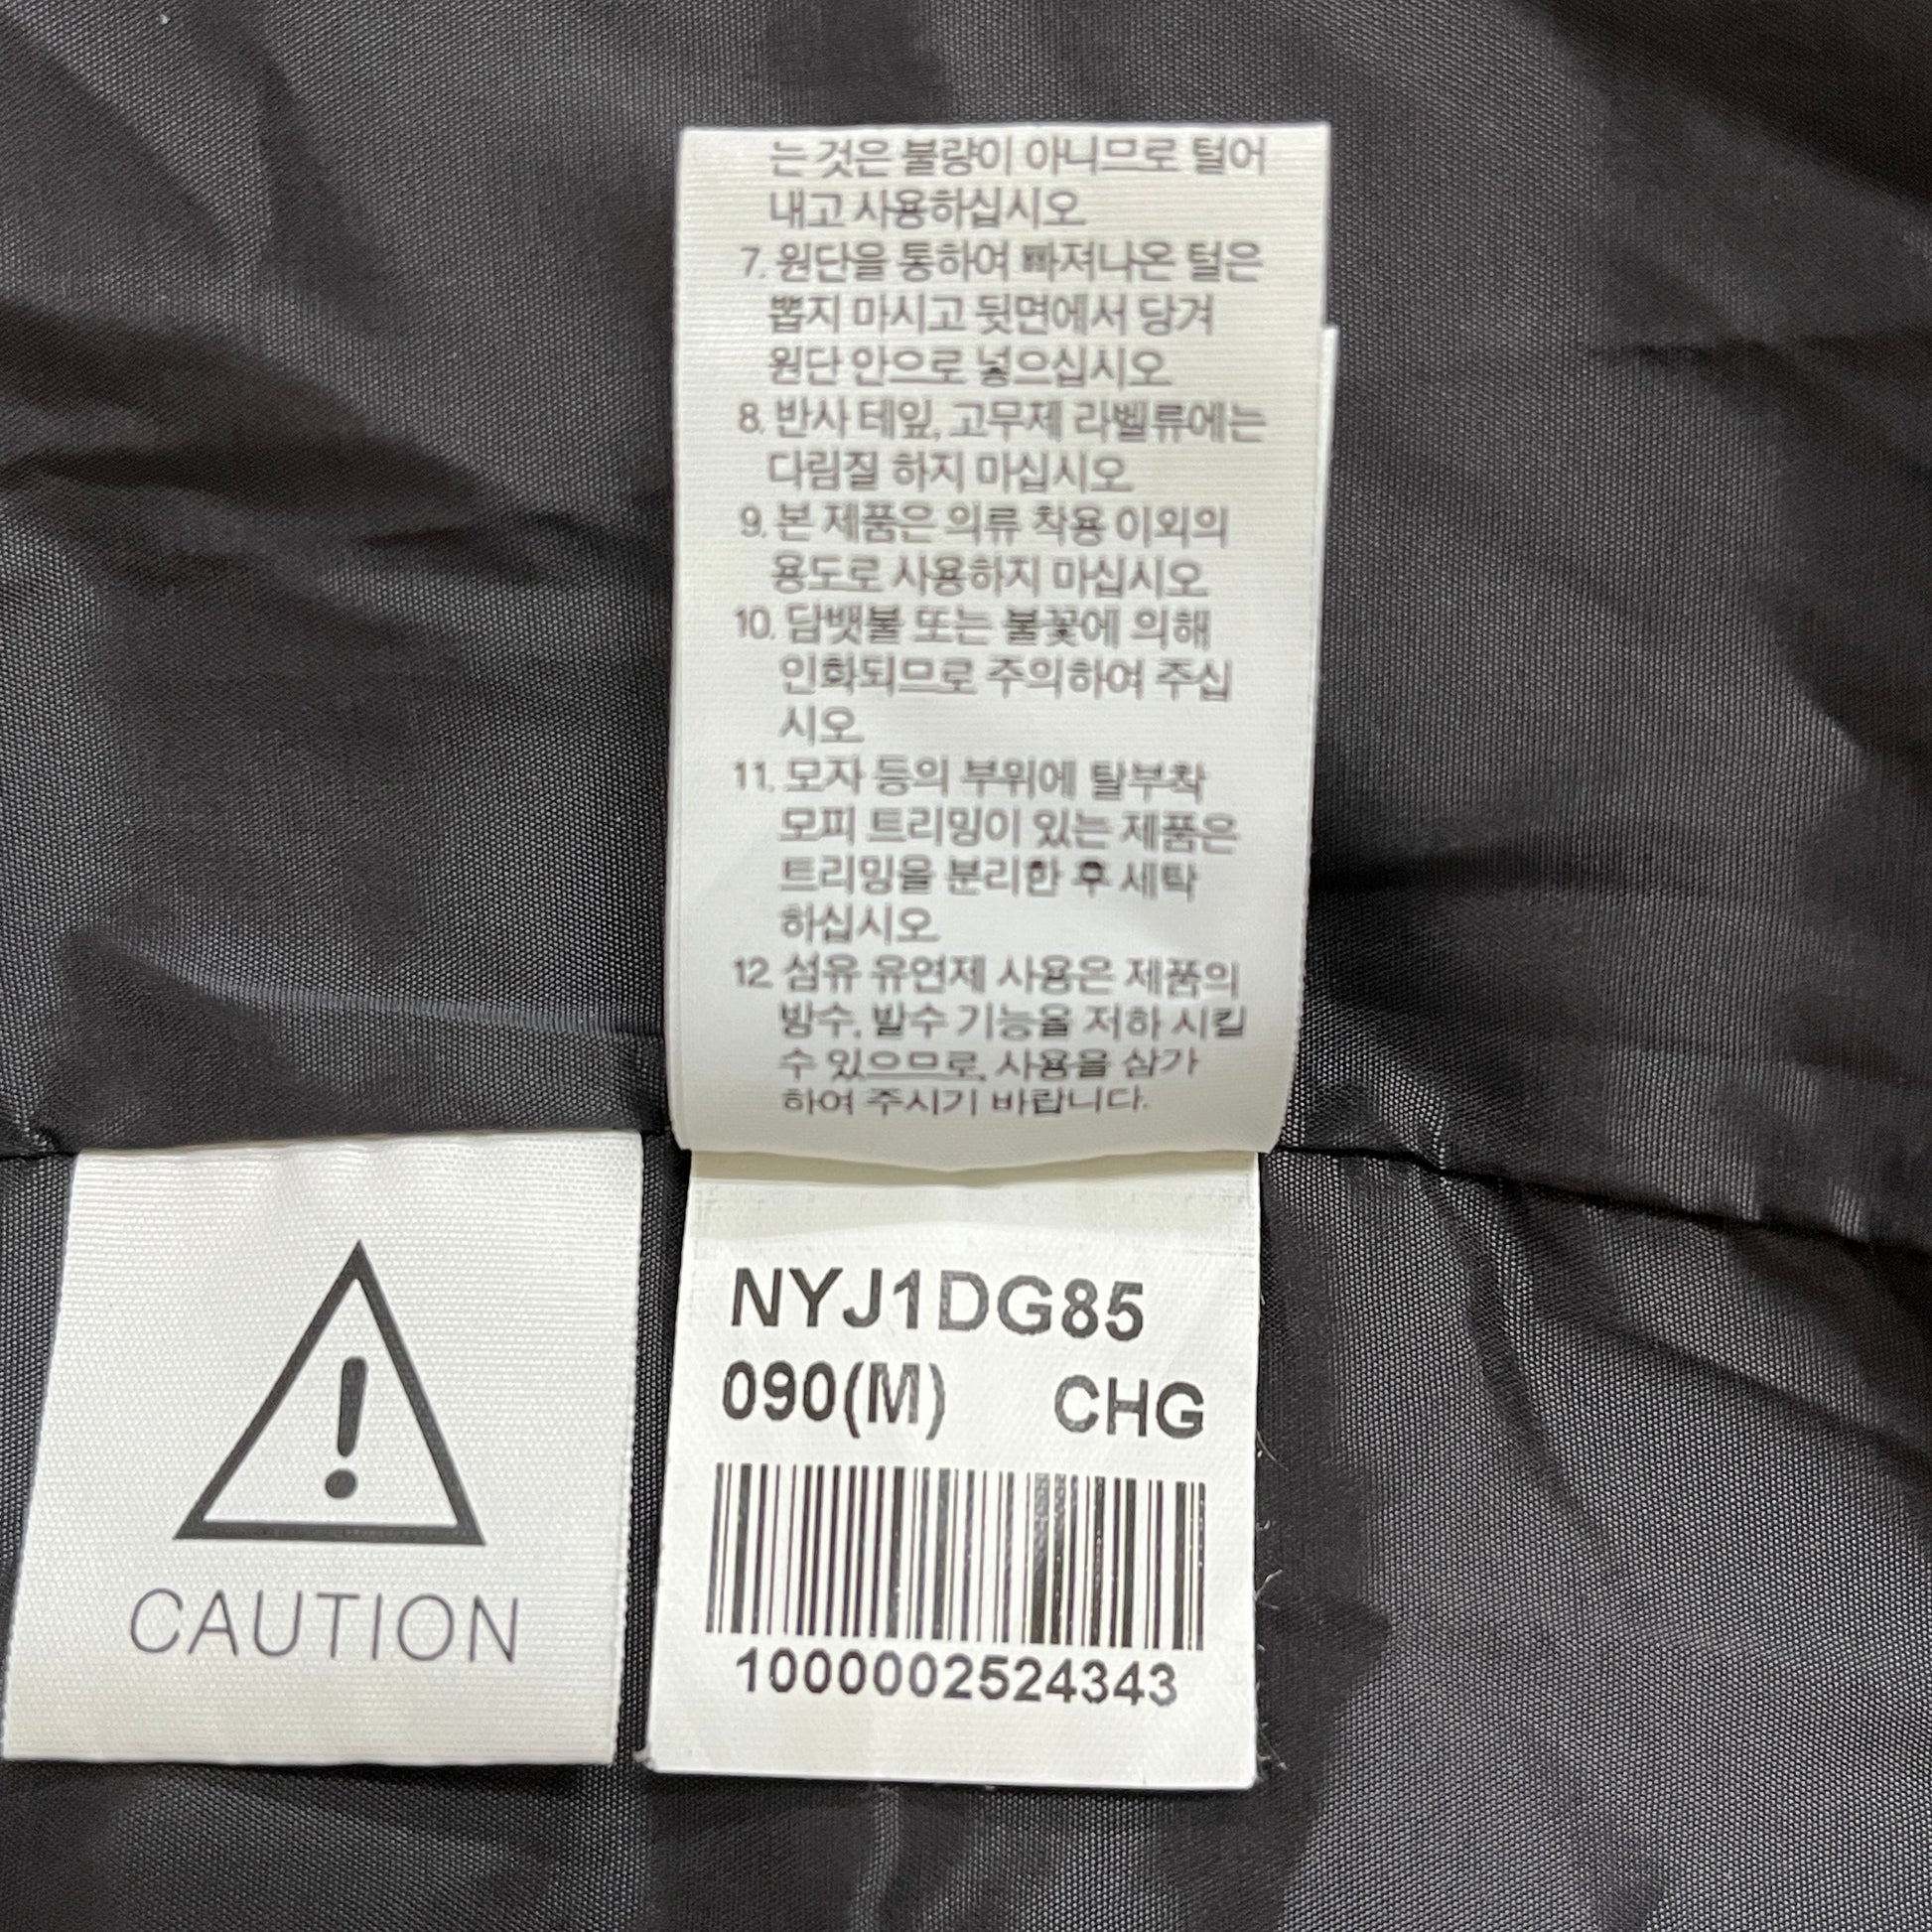 는 것은 불량이 아니므로 털어
내고 사용하십시오
7. 원단을 통하여 빠져나온 털은
뽑지 마시고 뒷면에서 당겨
원단 안으로 넣으십시오
8. 반사 테잎, 고무제 라벨류에는
다림질 하지 마십시오
9. 본 제품은 의류 착용 이외의
용도로 사용하지 마십시오
10. 담뱃불 또는 불꽃에 의해
인화되므로 주의하여 주십
시오
11. 모자 등의 부위에 탈부착
모피 트리밍이 있는 제품은
트리밍을 분리한 후 세탁
하십시오
12. 섬유 유연제 사용은 제품의
방수, 발수 기능을 저하 시킬
수 있으므로, 사용을 삼가
하여 주시기 바랍니다.
CAUTION
NYJ1DG85
090(M) CHG
1000002524343